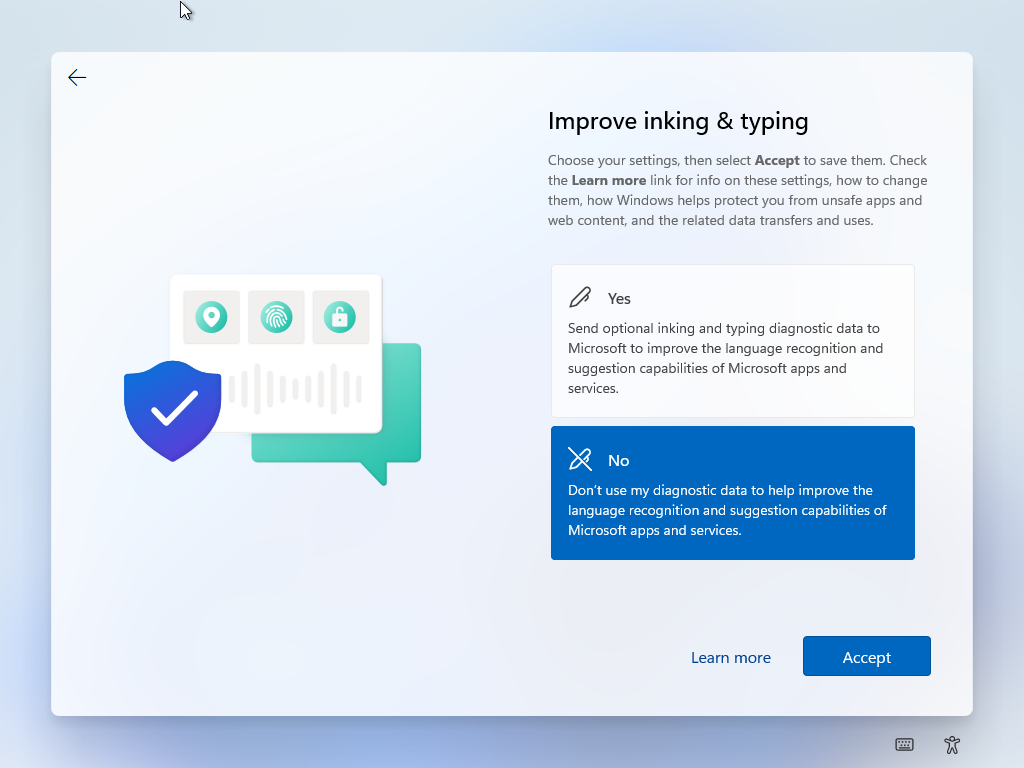 Improve inking & typing
Choose your settings, then select Accept to save them. Check
the Learn more link for info on these settings, how to change
them, how Windows helps protect you from unsafe apps and
web content, and the related data transfers and uses.
Yes
Send optional inking and typing diagnostic data to
Microsoft to improve the language recognition and
suggestion capabilities of Microsoft apps and
services.
No
Don't use my diagnostic data to help improve the
language recognition and suggestion capabilities of
Microsoft apps and services.
Learn more
Accept